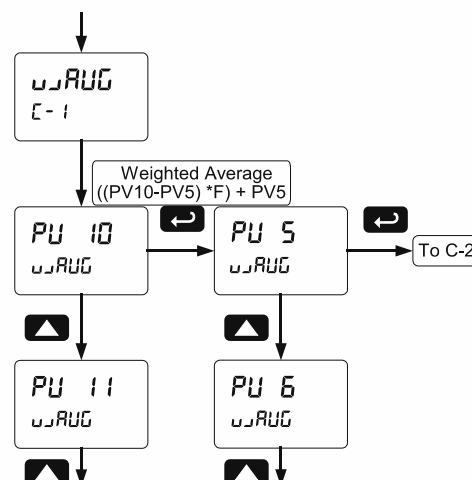 wAVG
C-1
Weighted Average
((PV10-PV5) *F) + PV5
PV 10
wAVG
PV 5
wAVG
To C-2
PV 11
wAVG
PV 6
wAVG